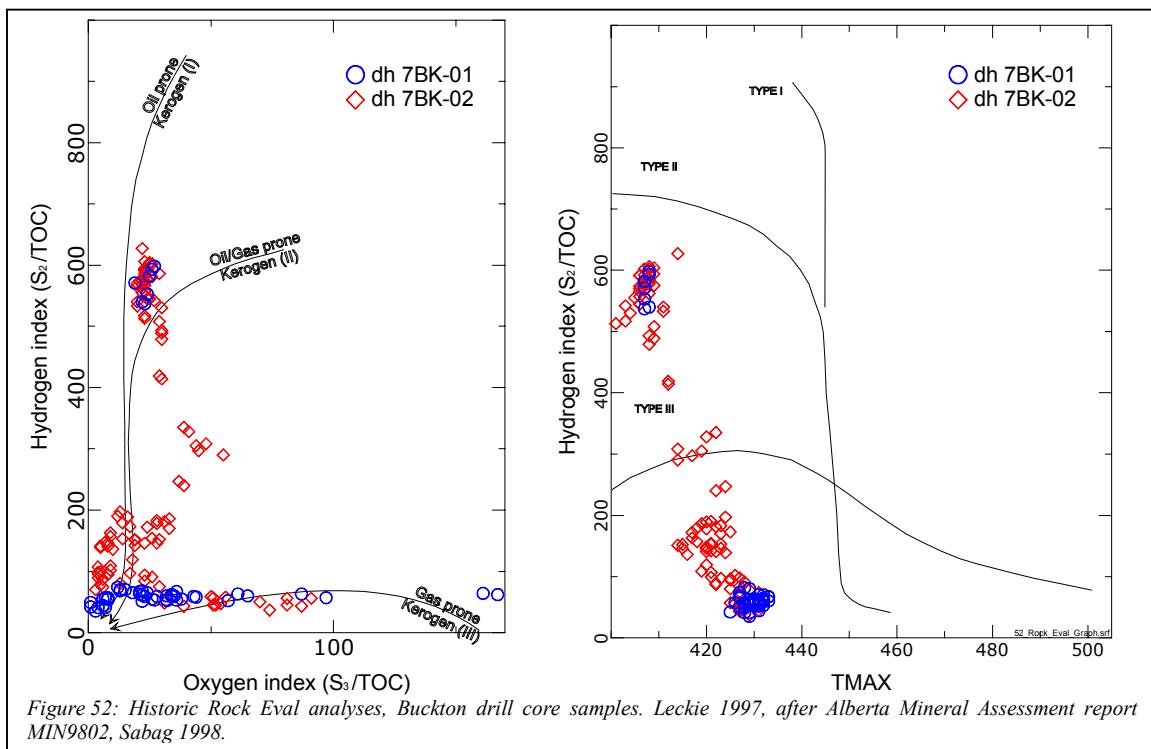 dh 7BK-01
dh 7BK-02
Oil prone
Kerogen (I)
Oil/Gas prone
Kerogen (II)
Gas prone
Kerogen (III)
Hydrogen index (S2/TOC)
800
600
400
200
0
0
100
Oxygen index (S3/TOC)
dh 7BK-01
dh 7BK-02
TYPE I
TYPE II
TYPE III
Hydrogen index (S2/TOC)
800
600
400
200
0
420
440
460
480
500
TMAX
52_Rock_Eval_Graph.srf
Figure 52: Historic Rock Eval analyses, Buckton drill core samples. Leckie 1997, after Alberta Mineral Assessment report
MIN9802, Sabag 1998.